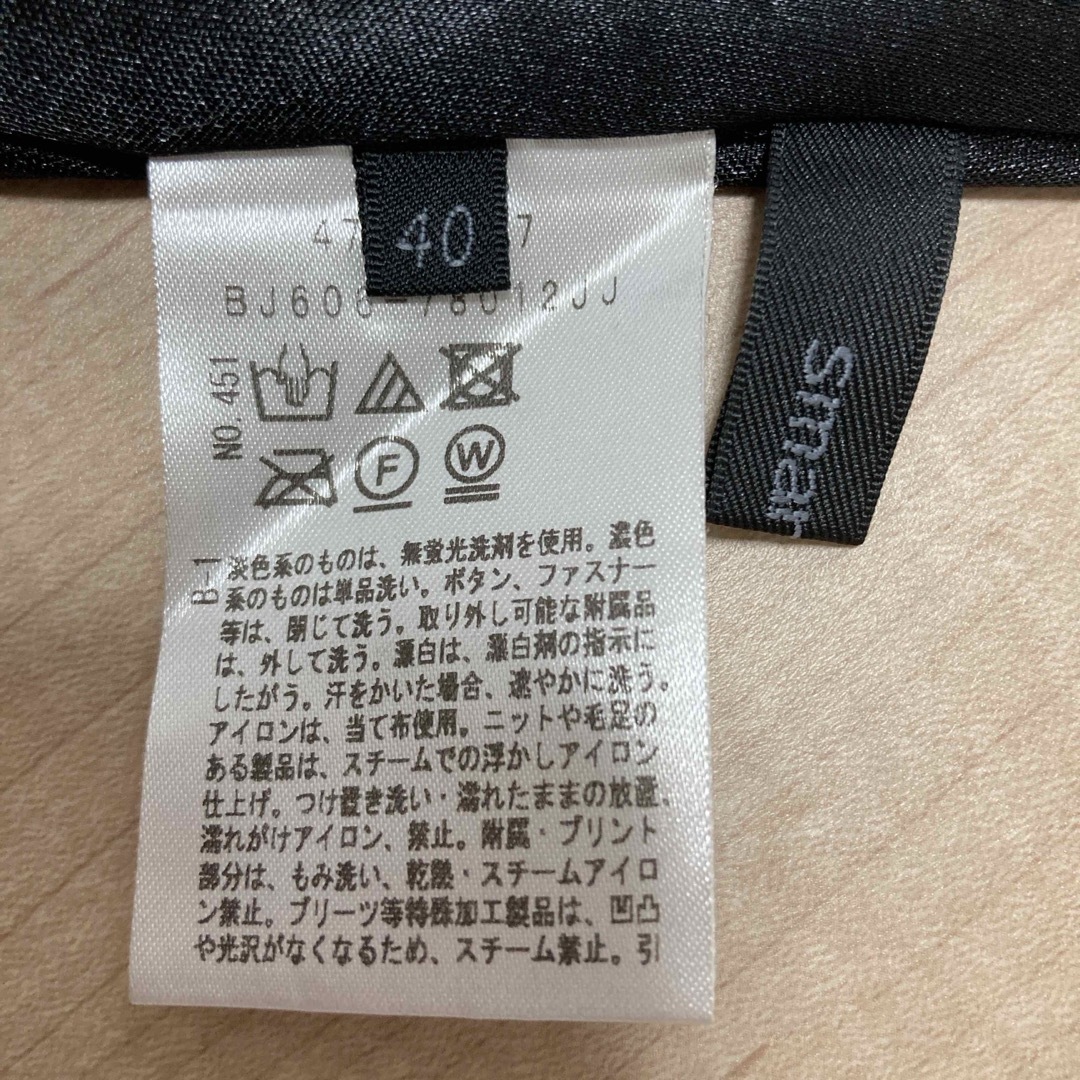 40
47 7
BJ606-78012JJ
NO. 451
F
W
B-1
淡色系のものは、無蛍光洗剤を使用。濃色
系のものは単品洗い。ボタン、ファスナー
等は、閉じて洗う。取り外し可能な附属品
は、外して洗う。漂白は、漂白剤の指示に
したがう。汗をかいた場合、速やかに洗う。
アイロンは、当て布使用。ニットや毛足の
ある製品は、スチームでの浮かしアイロン
仕上げ。つけ置き洗い・濡れたままの放置、
濡れがけアイロン、禁止。附属・プリント
部分は、もみ洗い、乾熱・スチームアイロ
ン禁止。プリーツ等特殊加工製品は、凹凸
や光沢がなくなるため、スチーム禁止。引